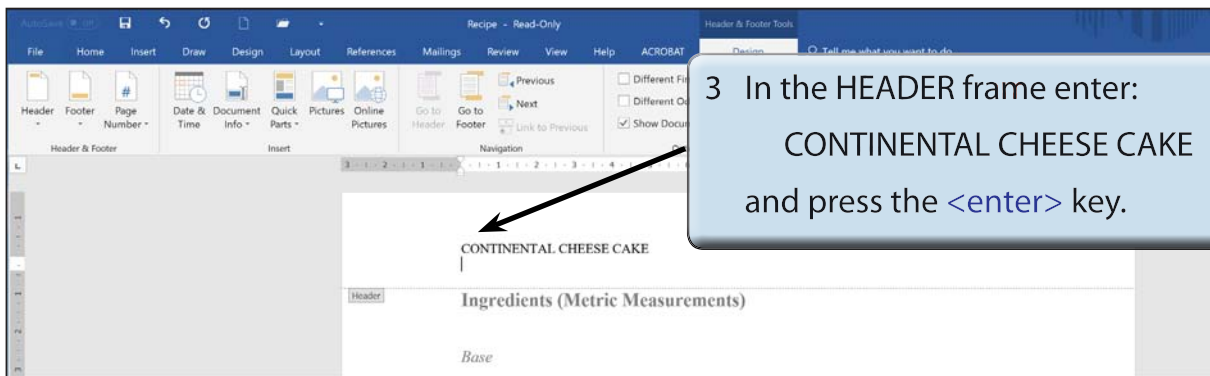 AutoSave Off
Recipe - Read-Only
Header & Footer Tools
File Home Insert Draw Design Layout References Mailings Review View Help ACROBAT Design Tell me what you want to do
Header Footer Page Number Date & Time Document Info Quick Parts Pictures Online Pictures Go to Header Go to Footer Previous Next Link to Previous
Different Fir
Different Od
Show Docu
Header & Footer Insert Navigation
3 In the HEADER frame enter:
CONTINENTAL CHEESE CAKE
and press the <enter> key.
CONTINENTAL CHEESE CAKE
Header
Ingredients (Metric Measurements)
Base